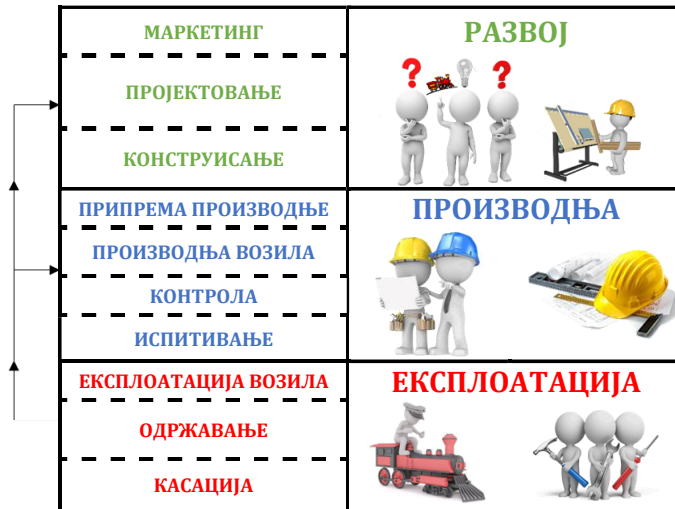 МАРКЕТИНГ
РАЗВОЈ
ПРОЈЕКТОВАЊЕ
КОНСТРУИСАЊЕ
ПРИПРЕМА ПРОИЗВОДЊЕ
ПРОИЗВОДЊА
ПРОИЗВОДЊА ВОЗИЛА
КОНТРОЛА
ИСПИТИВАЊЕ
ЕКСПЛОАТАЦИЈА ВОЗИЛА
ЕКСПЛОАТАЦИЈА
ОДРЖАВАЊЕ
КАСАЦИЈА